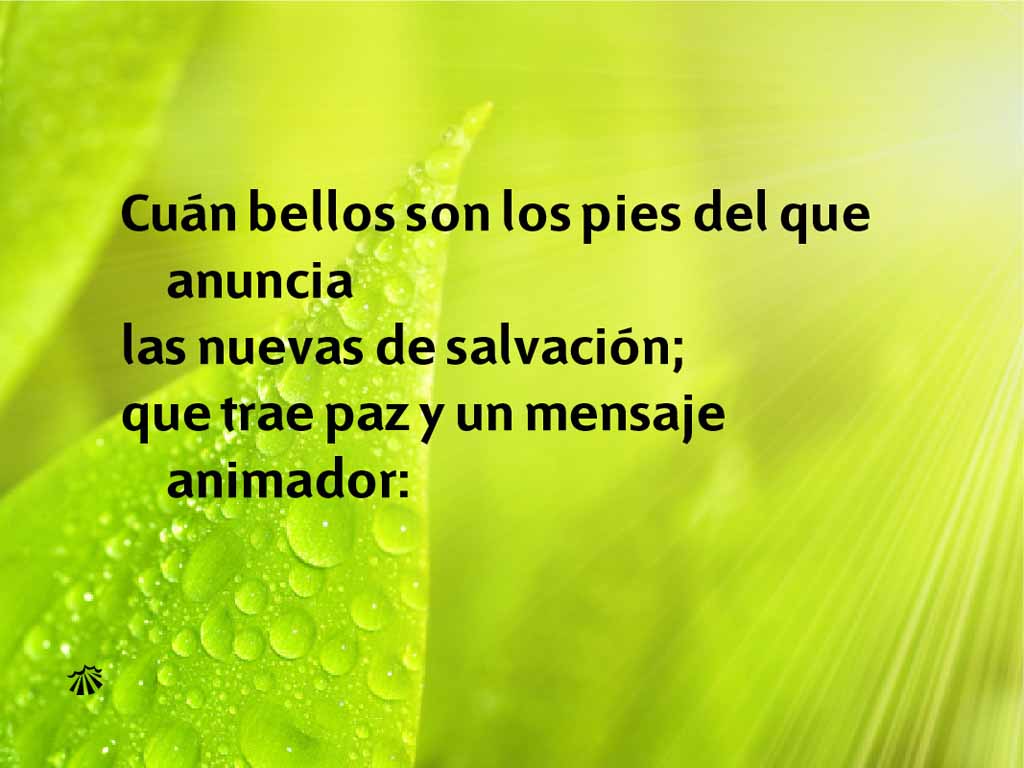 Cuán bellos son los pies del que
anuncia
las nuevas de salvación;
que trae paz y un mensaje
animador: